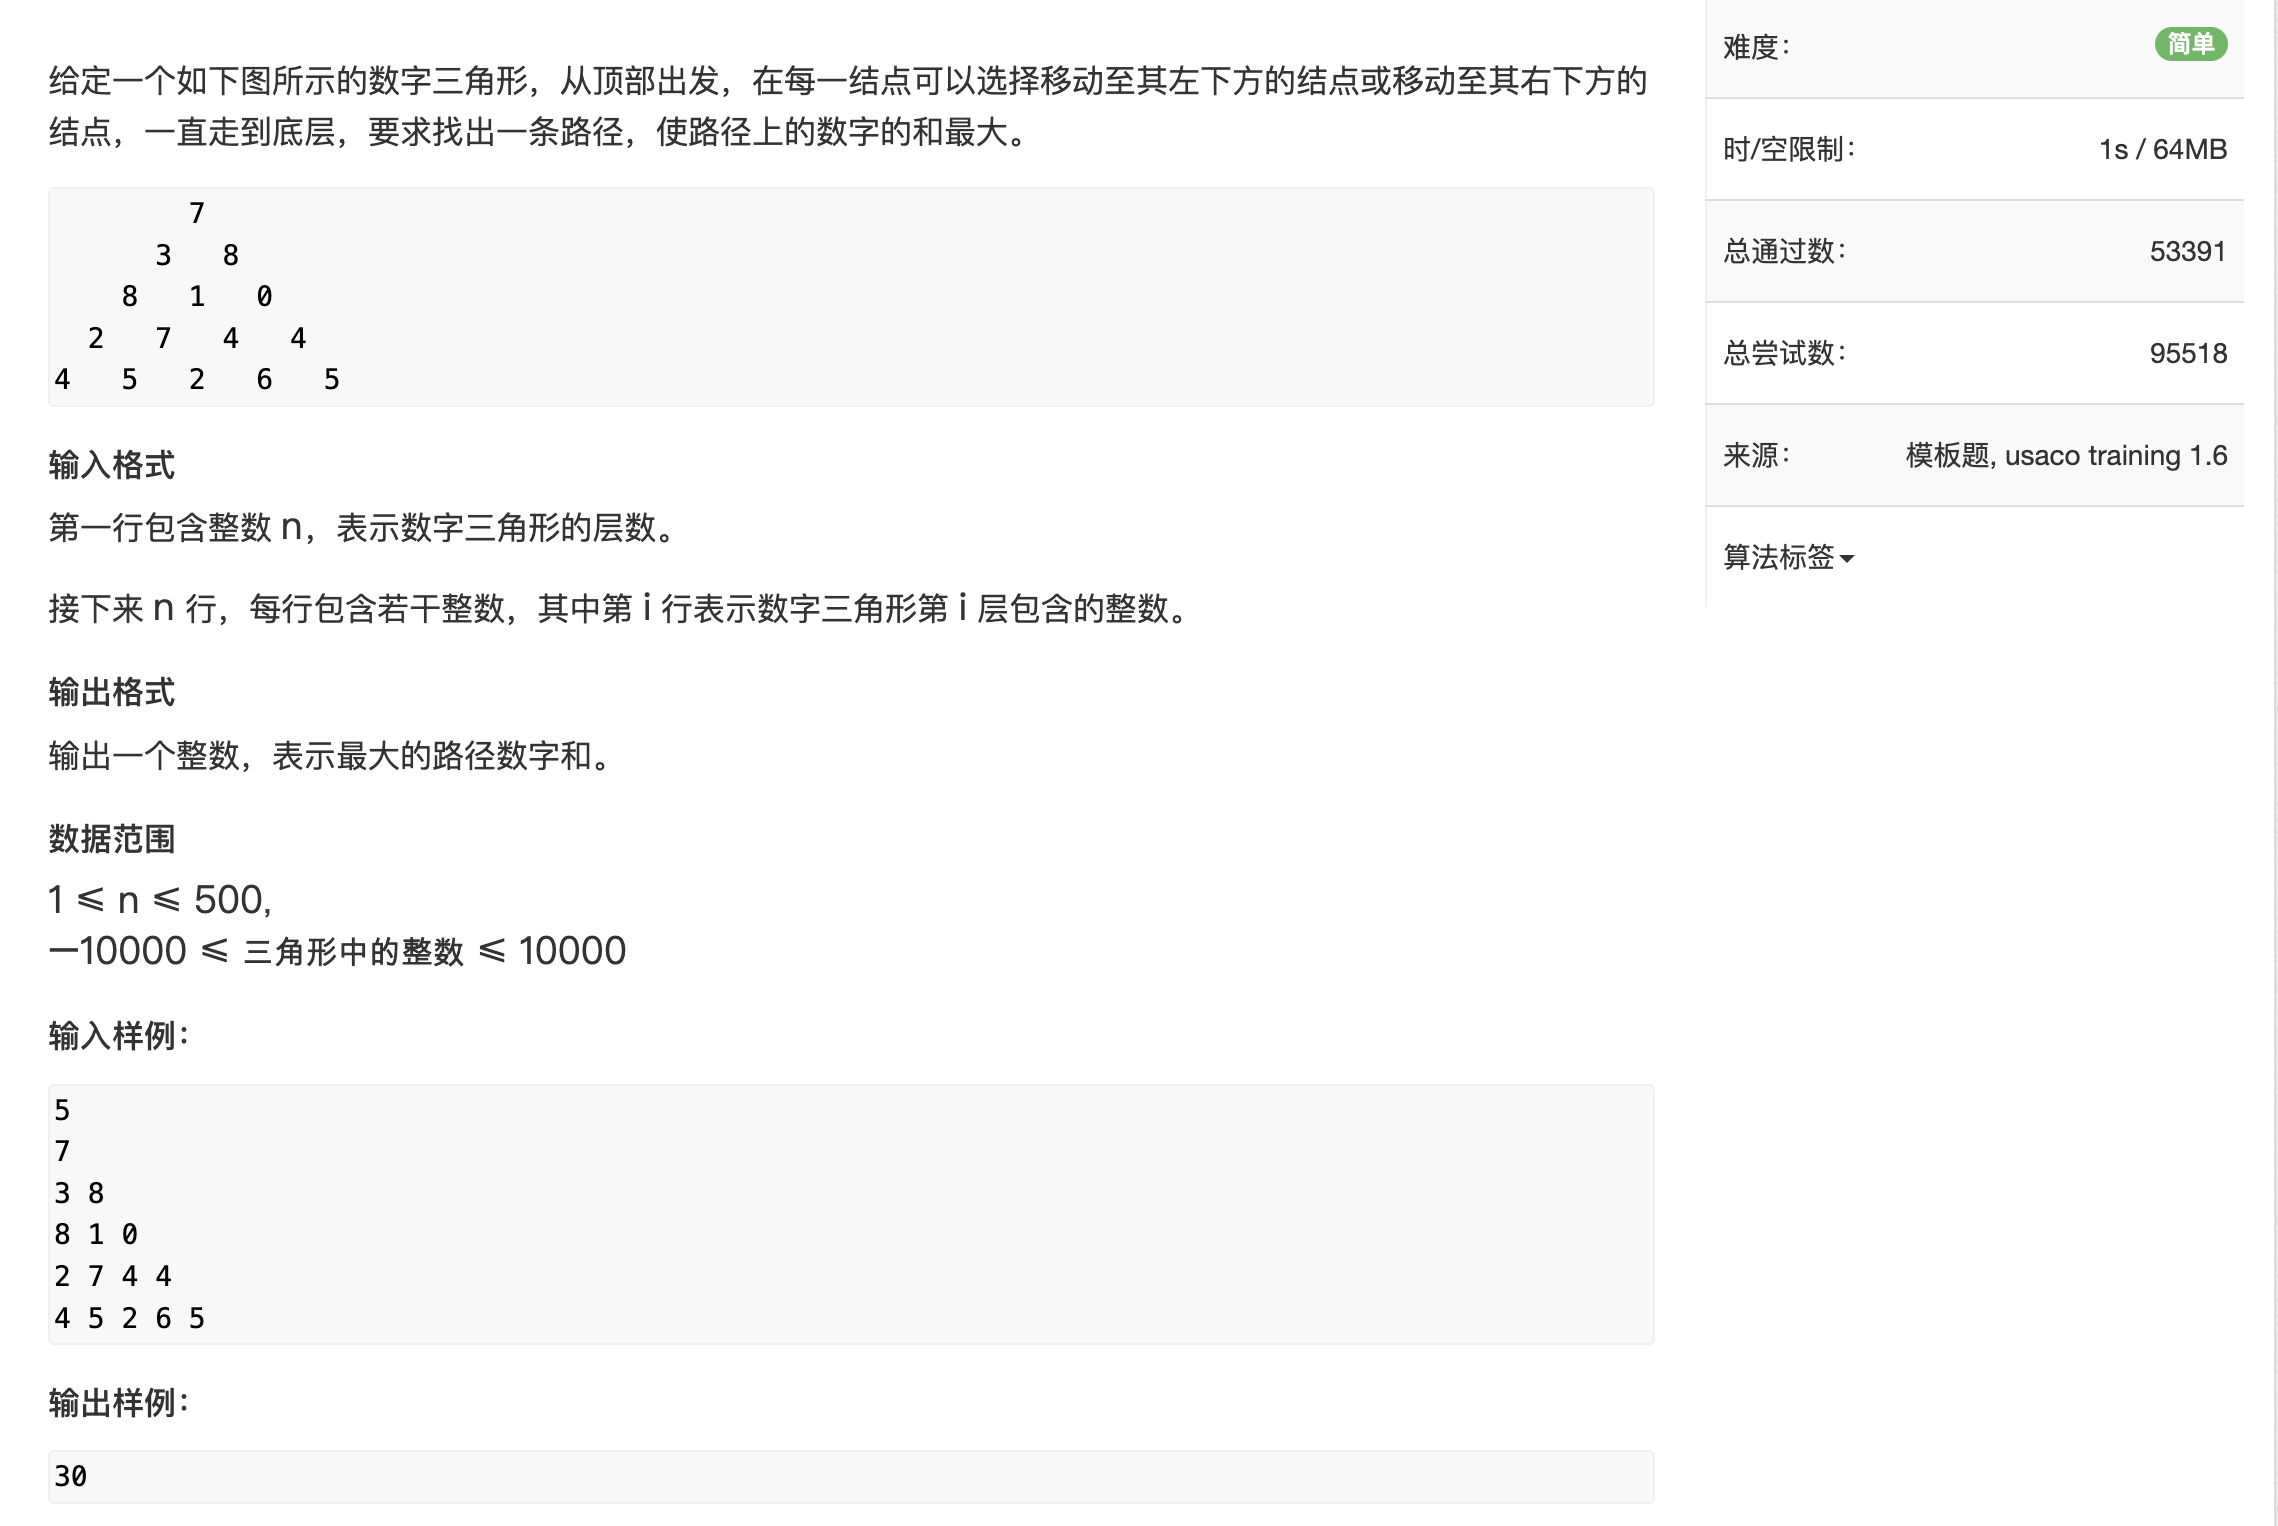 给定一个如下图所示的数字三角形，从顶部出发，在每一结点可以选择移动至其左下方的结点或移动至其右下方的
结点，一直走到底层，要求找出一条路径，使路径上的数字的和最大。
7
3 8
8 1 0
2 7 4 4
4 5 2 6 5
输入格式
第一行包含整数 n，表示数字三角形的层数。
接下来 n 行，每行包含若干整数，其中第 i 行表示数字三角形第 i 层包含的整数。
输出格式
输出一个整数，表示最大的路径数字和。
数据范围
1 ≤ n ≤ 500,
−10000 ≤ 三角形中的整数 ≤ 10000
输入样例：
5
7
3 8
8 1 0
2 7 4 4
4 5 2 6 5
输出样例：
30
难度： 简单
时/空限制： 1s / 64MB
总通过数： 53391
总尝试数： 95518
来源： 模板题, usaco training 1.6
算法标签